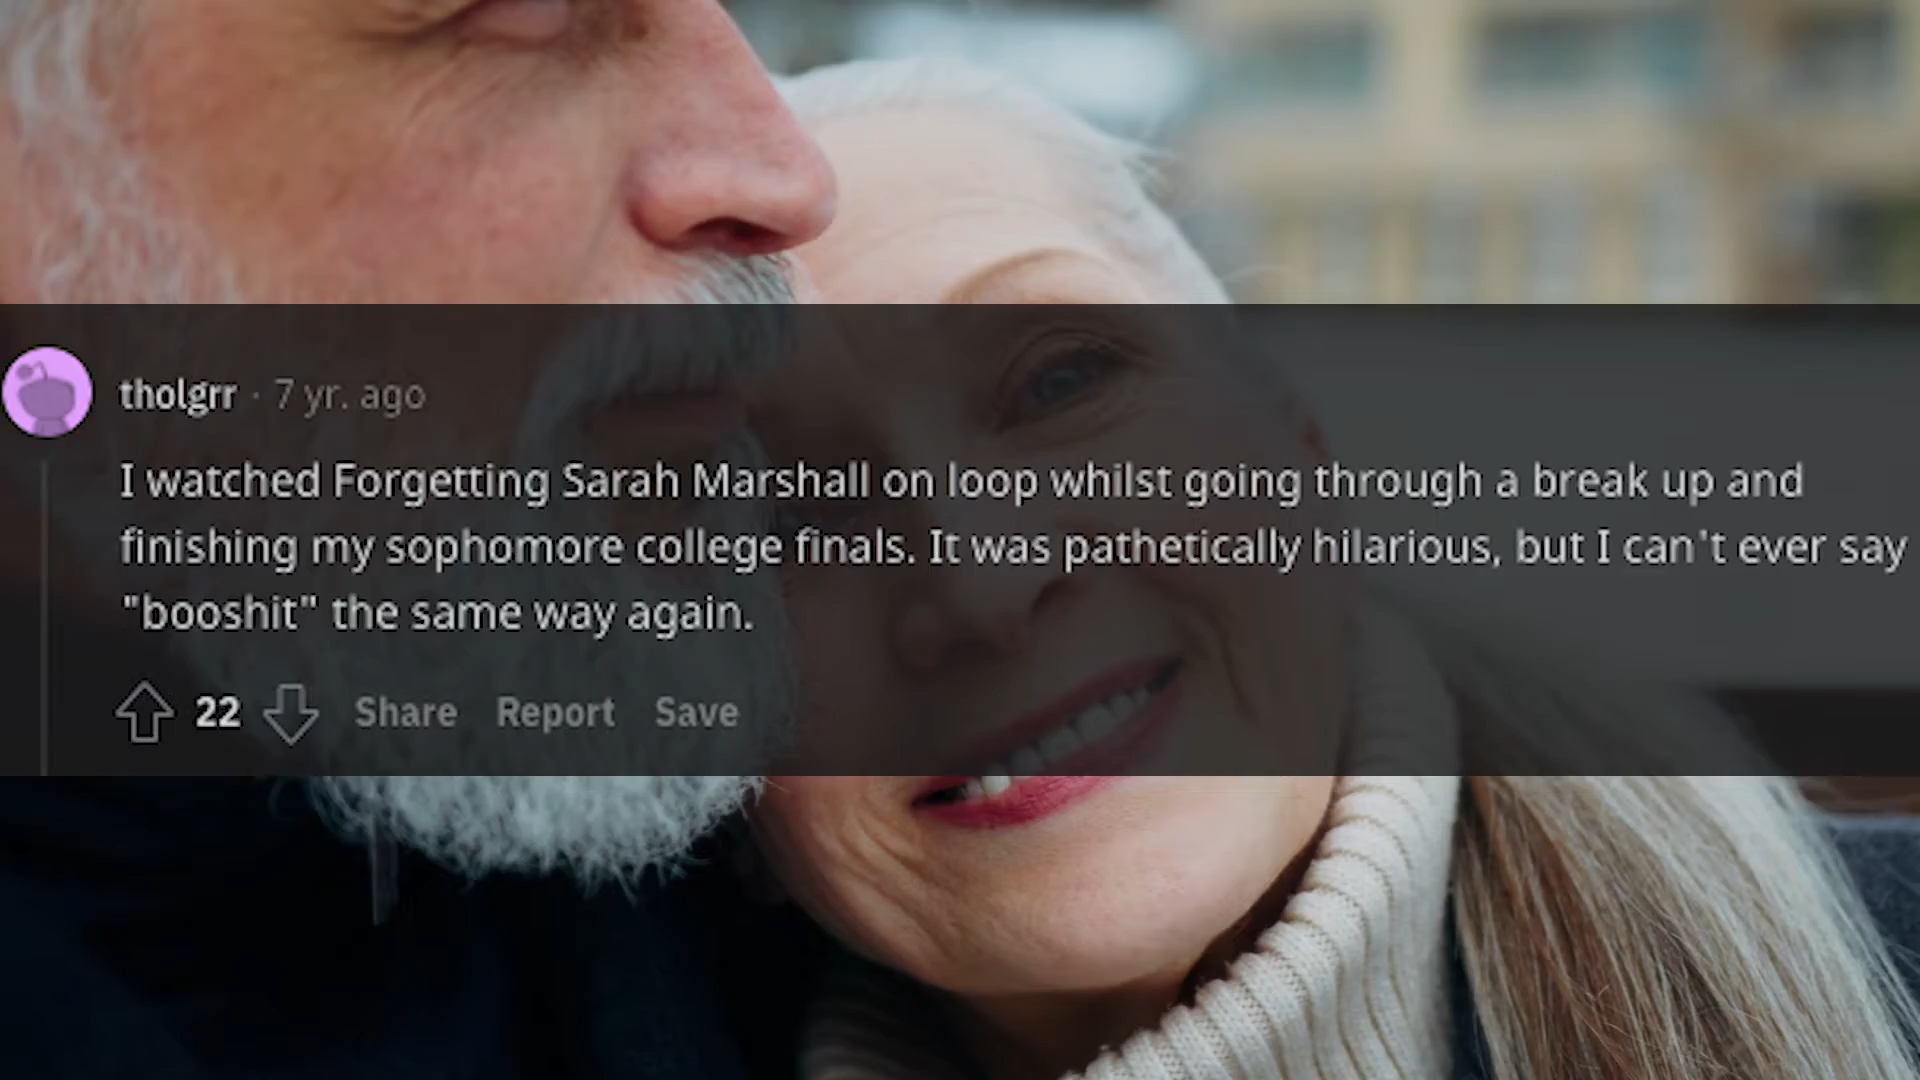 tholgrr · 7 yr. ago
I watched Forgetting Sarah Marshall on loop whilst going through a break up and
finishing my sophomore college finals. It was pathetically hilarious, but I can't ever say
"booshit" the same way again.
22 Share Report Save